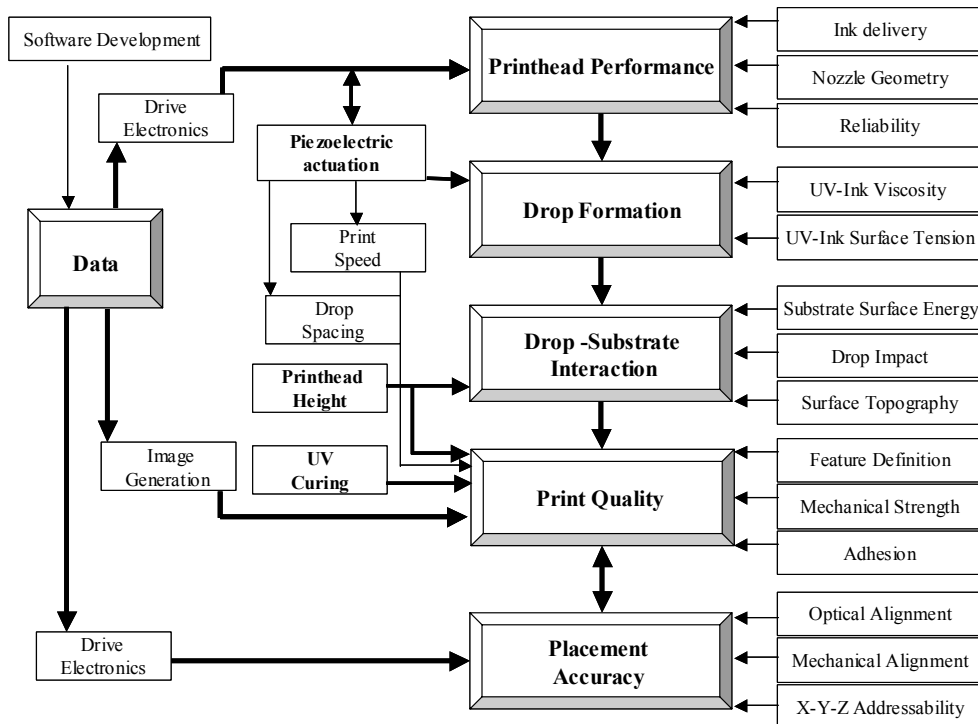 Software Development
Drive
Electronics
Data
Piezoelectric
actuation
Print
Speed
Drop
Spacing
Printhead
Height
UV
Curing
Image
Generation
Drive
Electronics
Printhead Performance
Drop Formation
Drop -Substrate
Interaction
Print Quality
Placement
Accuracy
Ink delivery
Nozzle Geometry
Reliability
UV-Ink Viscosity
UV-Ink Surface Tension
Substrate Surface Energy
Drop Impact
Surface Topography
Feature Definition
Mechanical Strength
Adhesion
Optical Alignment
Mechanical Alignment
X-Y-Z Addressability